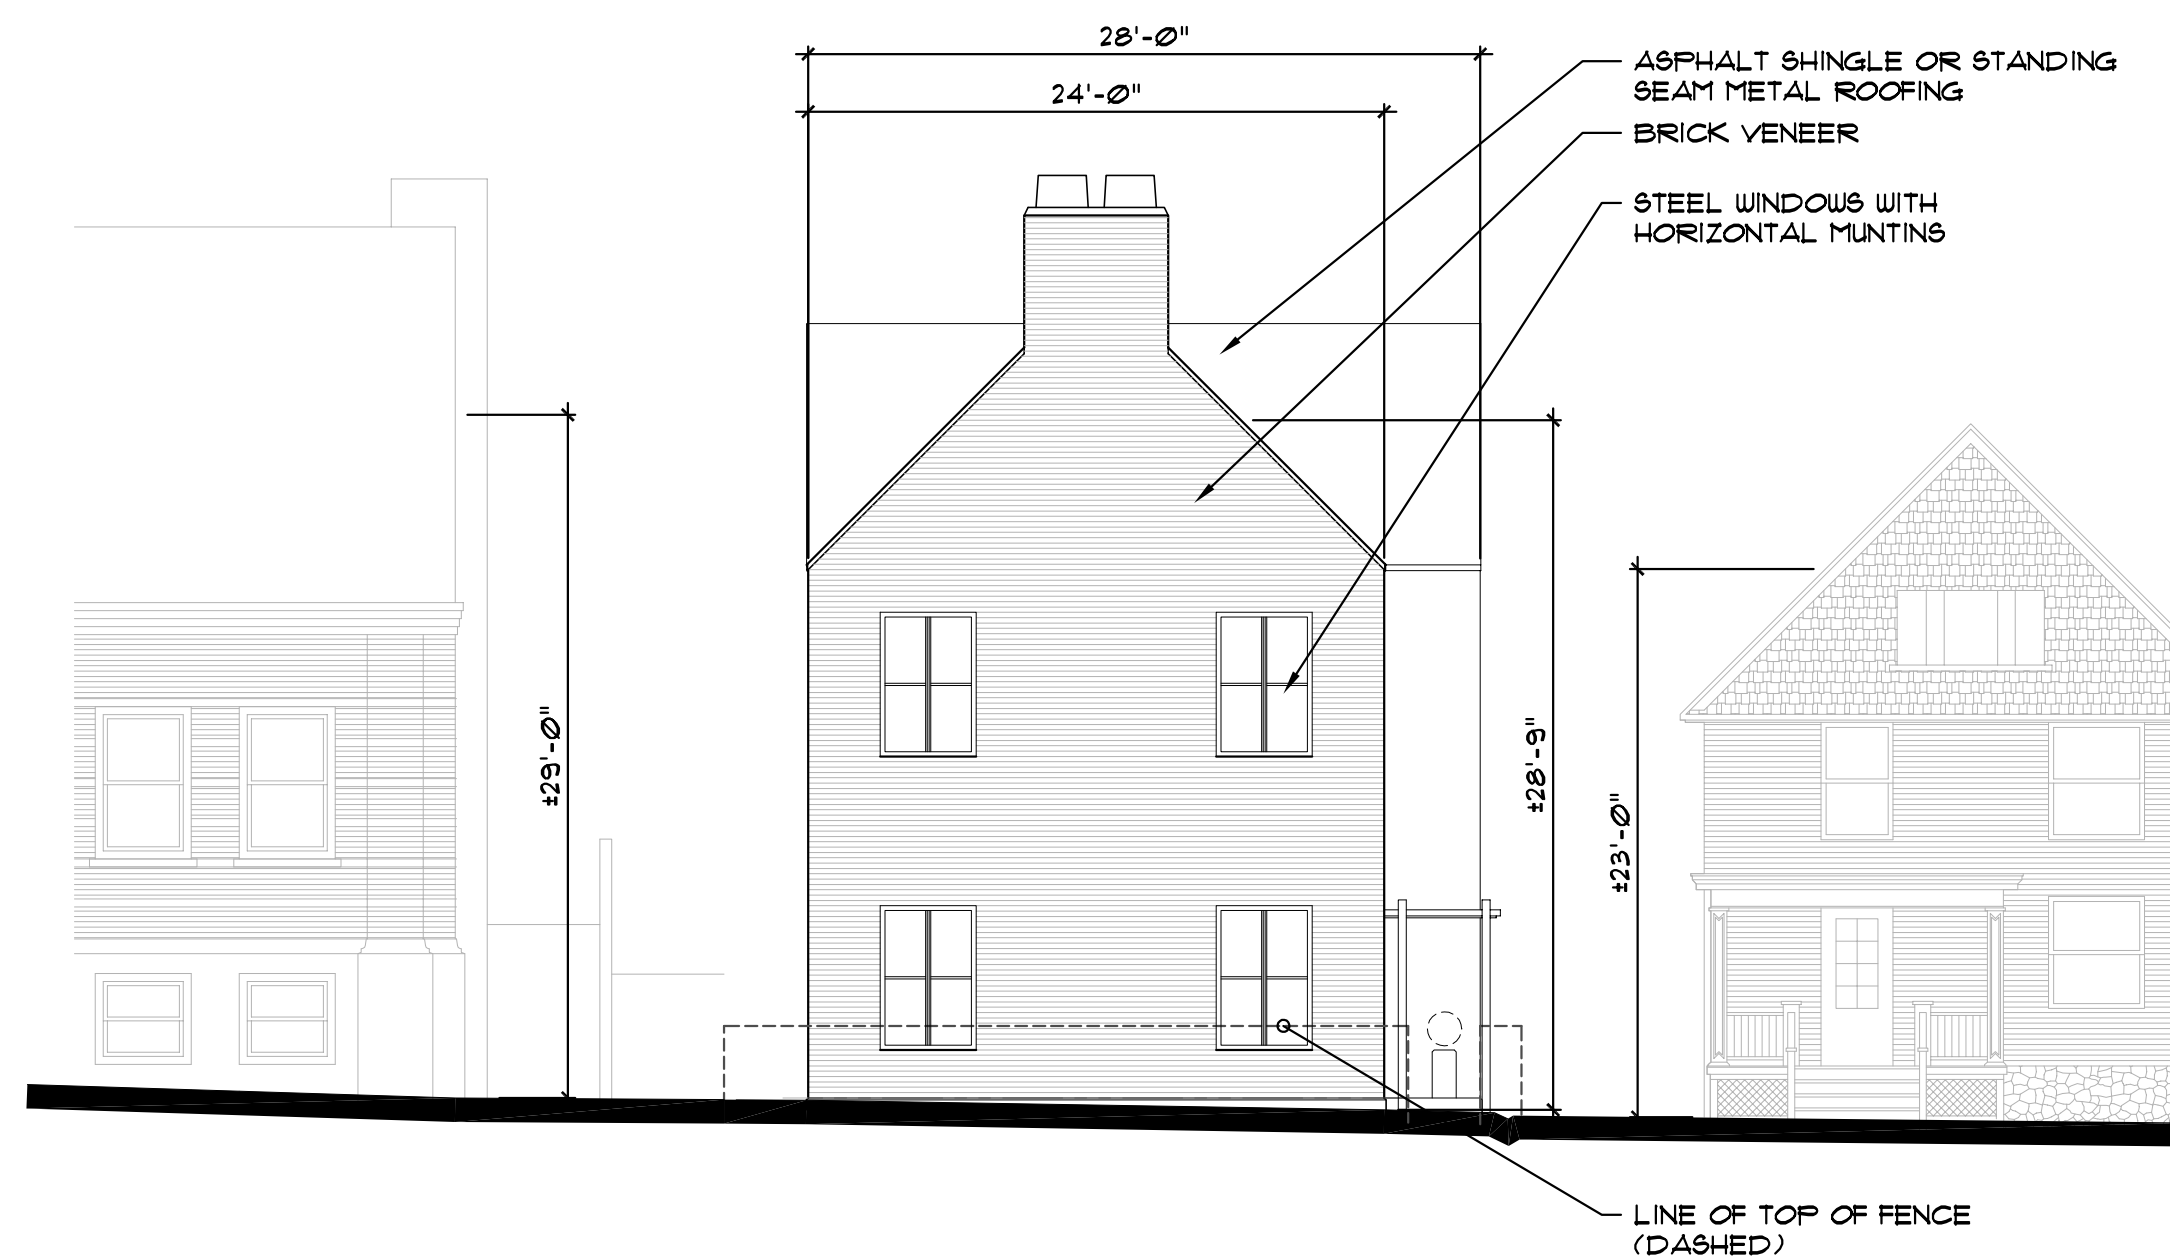 28'-0"
24'-0"
ASPHALT SHINGLE OR STANDING
SEAM METAL ROOFING
BRICK VENEER
STEEL WINDOWS WITH
HORIZONTAL MUNTINS
±29'-0"
±28'-9"
±23'-0"
LINE OF TOP OF FENCE
(DASHED)